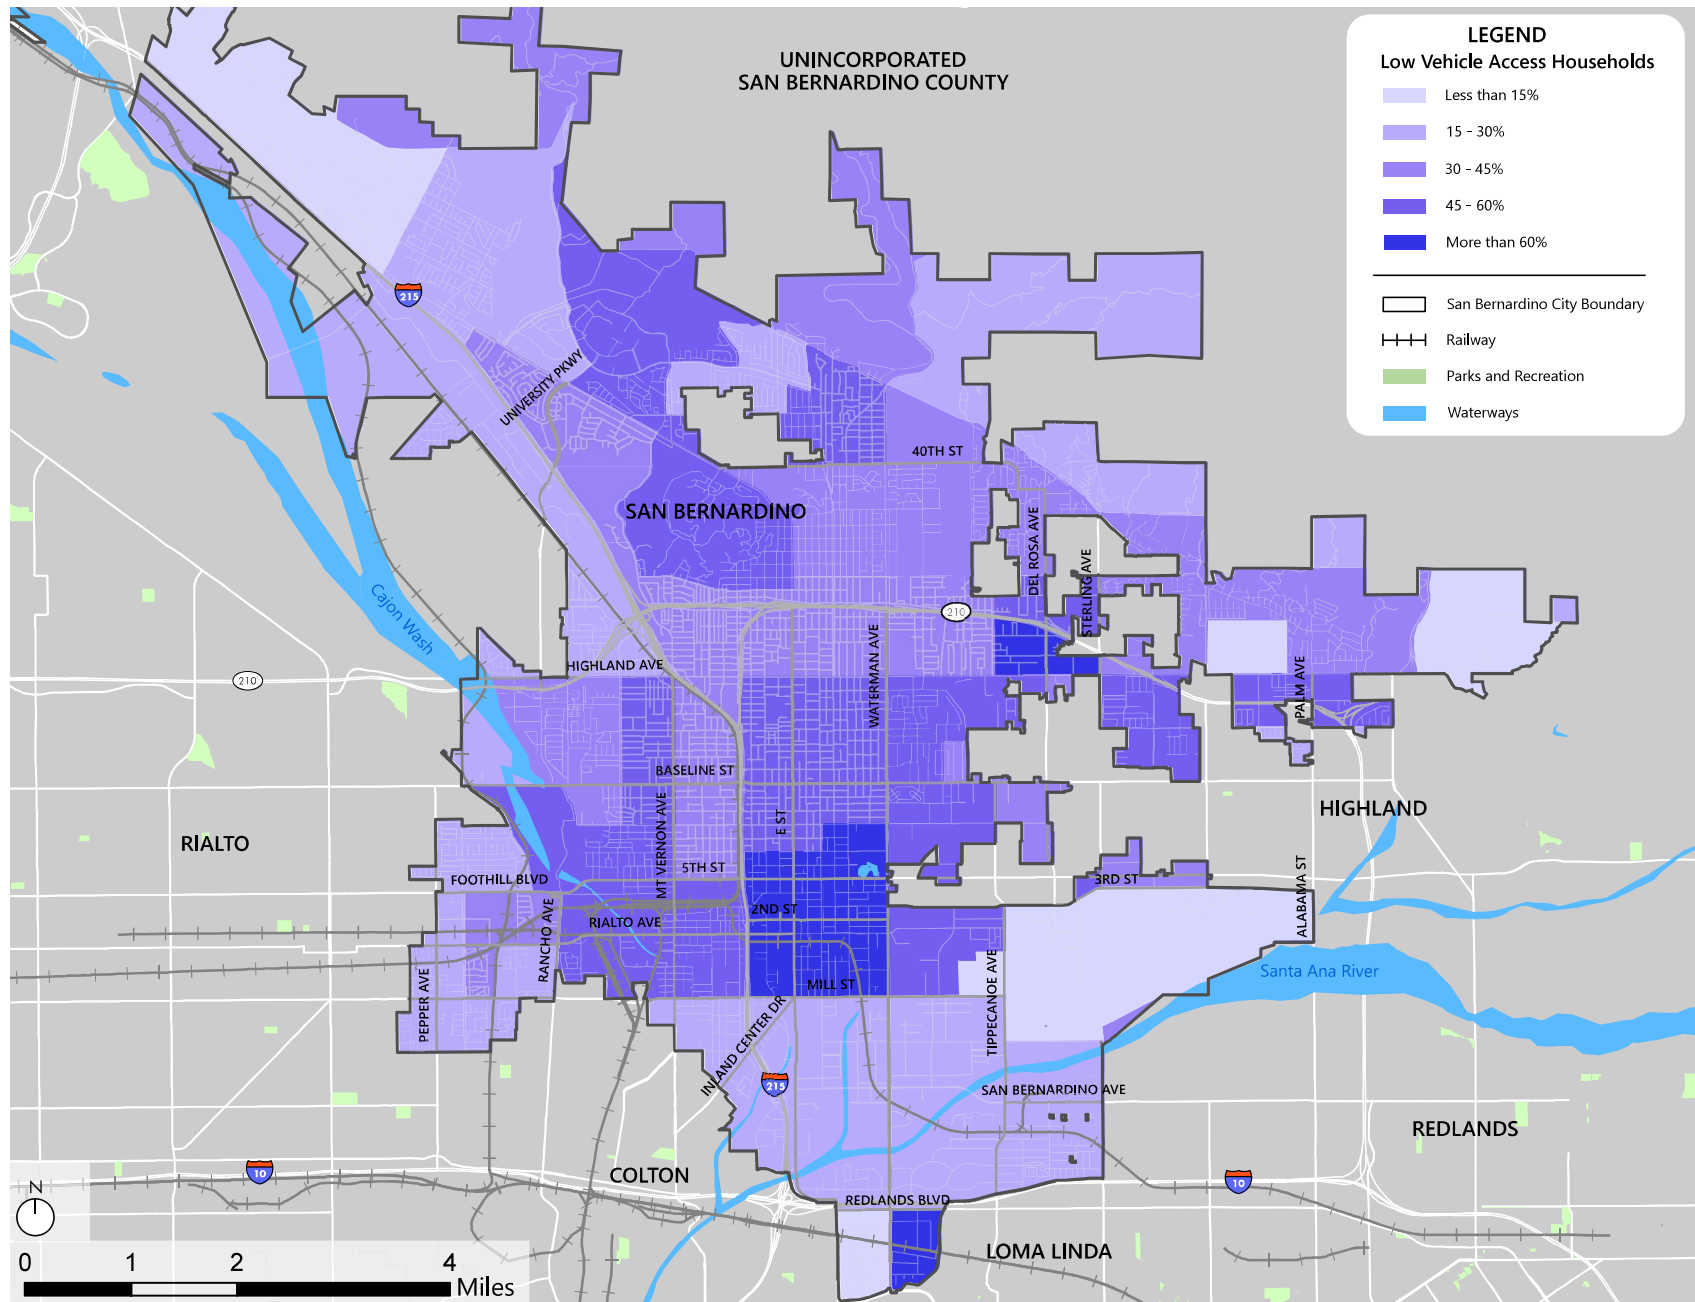 UNINCORPORATED
SAN BERNARDINO COUNTY
LEGEND
Low Vehicle Access Households
Less than 15%
15 - 30%
30 - 45%
45 - 60%
More than 60%
San Bernardino City Boundary
Railway
Parks and Recreation
Waterways
215
UNIVERSITY PKWY
40TH ST
SAN BERNARDINO
DEL ROSA AVE
STERLING AVE
Cajon Wash
210
HIGHLAND AVE
WATERMAN AVE
210
PALM AVE
BASELINE ST
MT VERNON AVE
E ST
HIGHLAND
RIALTO
5TH ST
FOOTHILL BLVD
3RD ST
ALABAMA ST
2ND ST
RIALTO AVE
RANCHO AVE
PEPPER AVE
MILL ST
TIPPECANOE AVE
Santa Ana River
INLAND CENTER DR
215
SAN BERNARDINO AVE
REDLANDS
COLTON
10
10
REDLANDS BLVD
LOMA LINDA
N
0 1 2 4
Miles